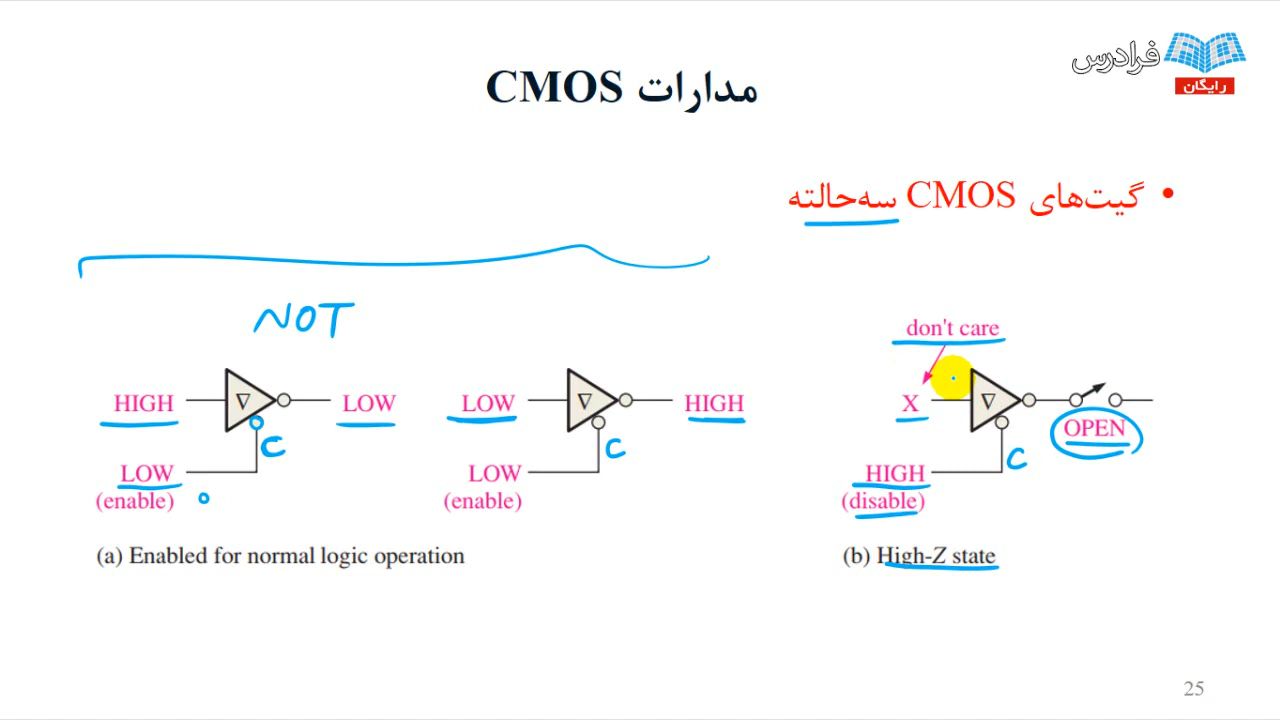 فرادرس
رایگان
مدارات CMOS
• گیت‌های CMOS سه‌حالته
NOT
don't care
HIGH ∇ LOW
LOW ∇ HIGH
X ∇ OPEN
C
C
C
LOW
(enable)
LOW
(enable)
HIGH
(disable)
(a) Enabled for normal logic operation
(b) High-Z state
25